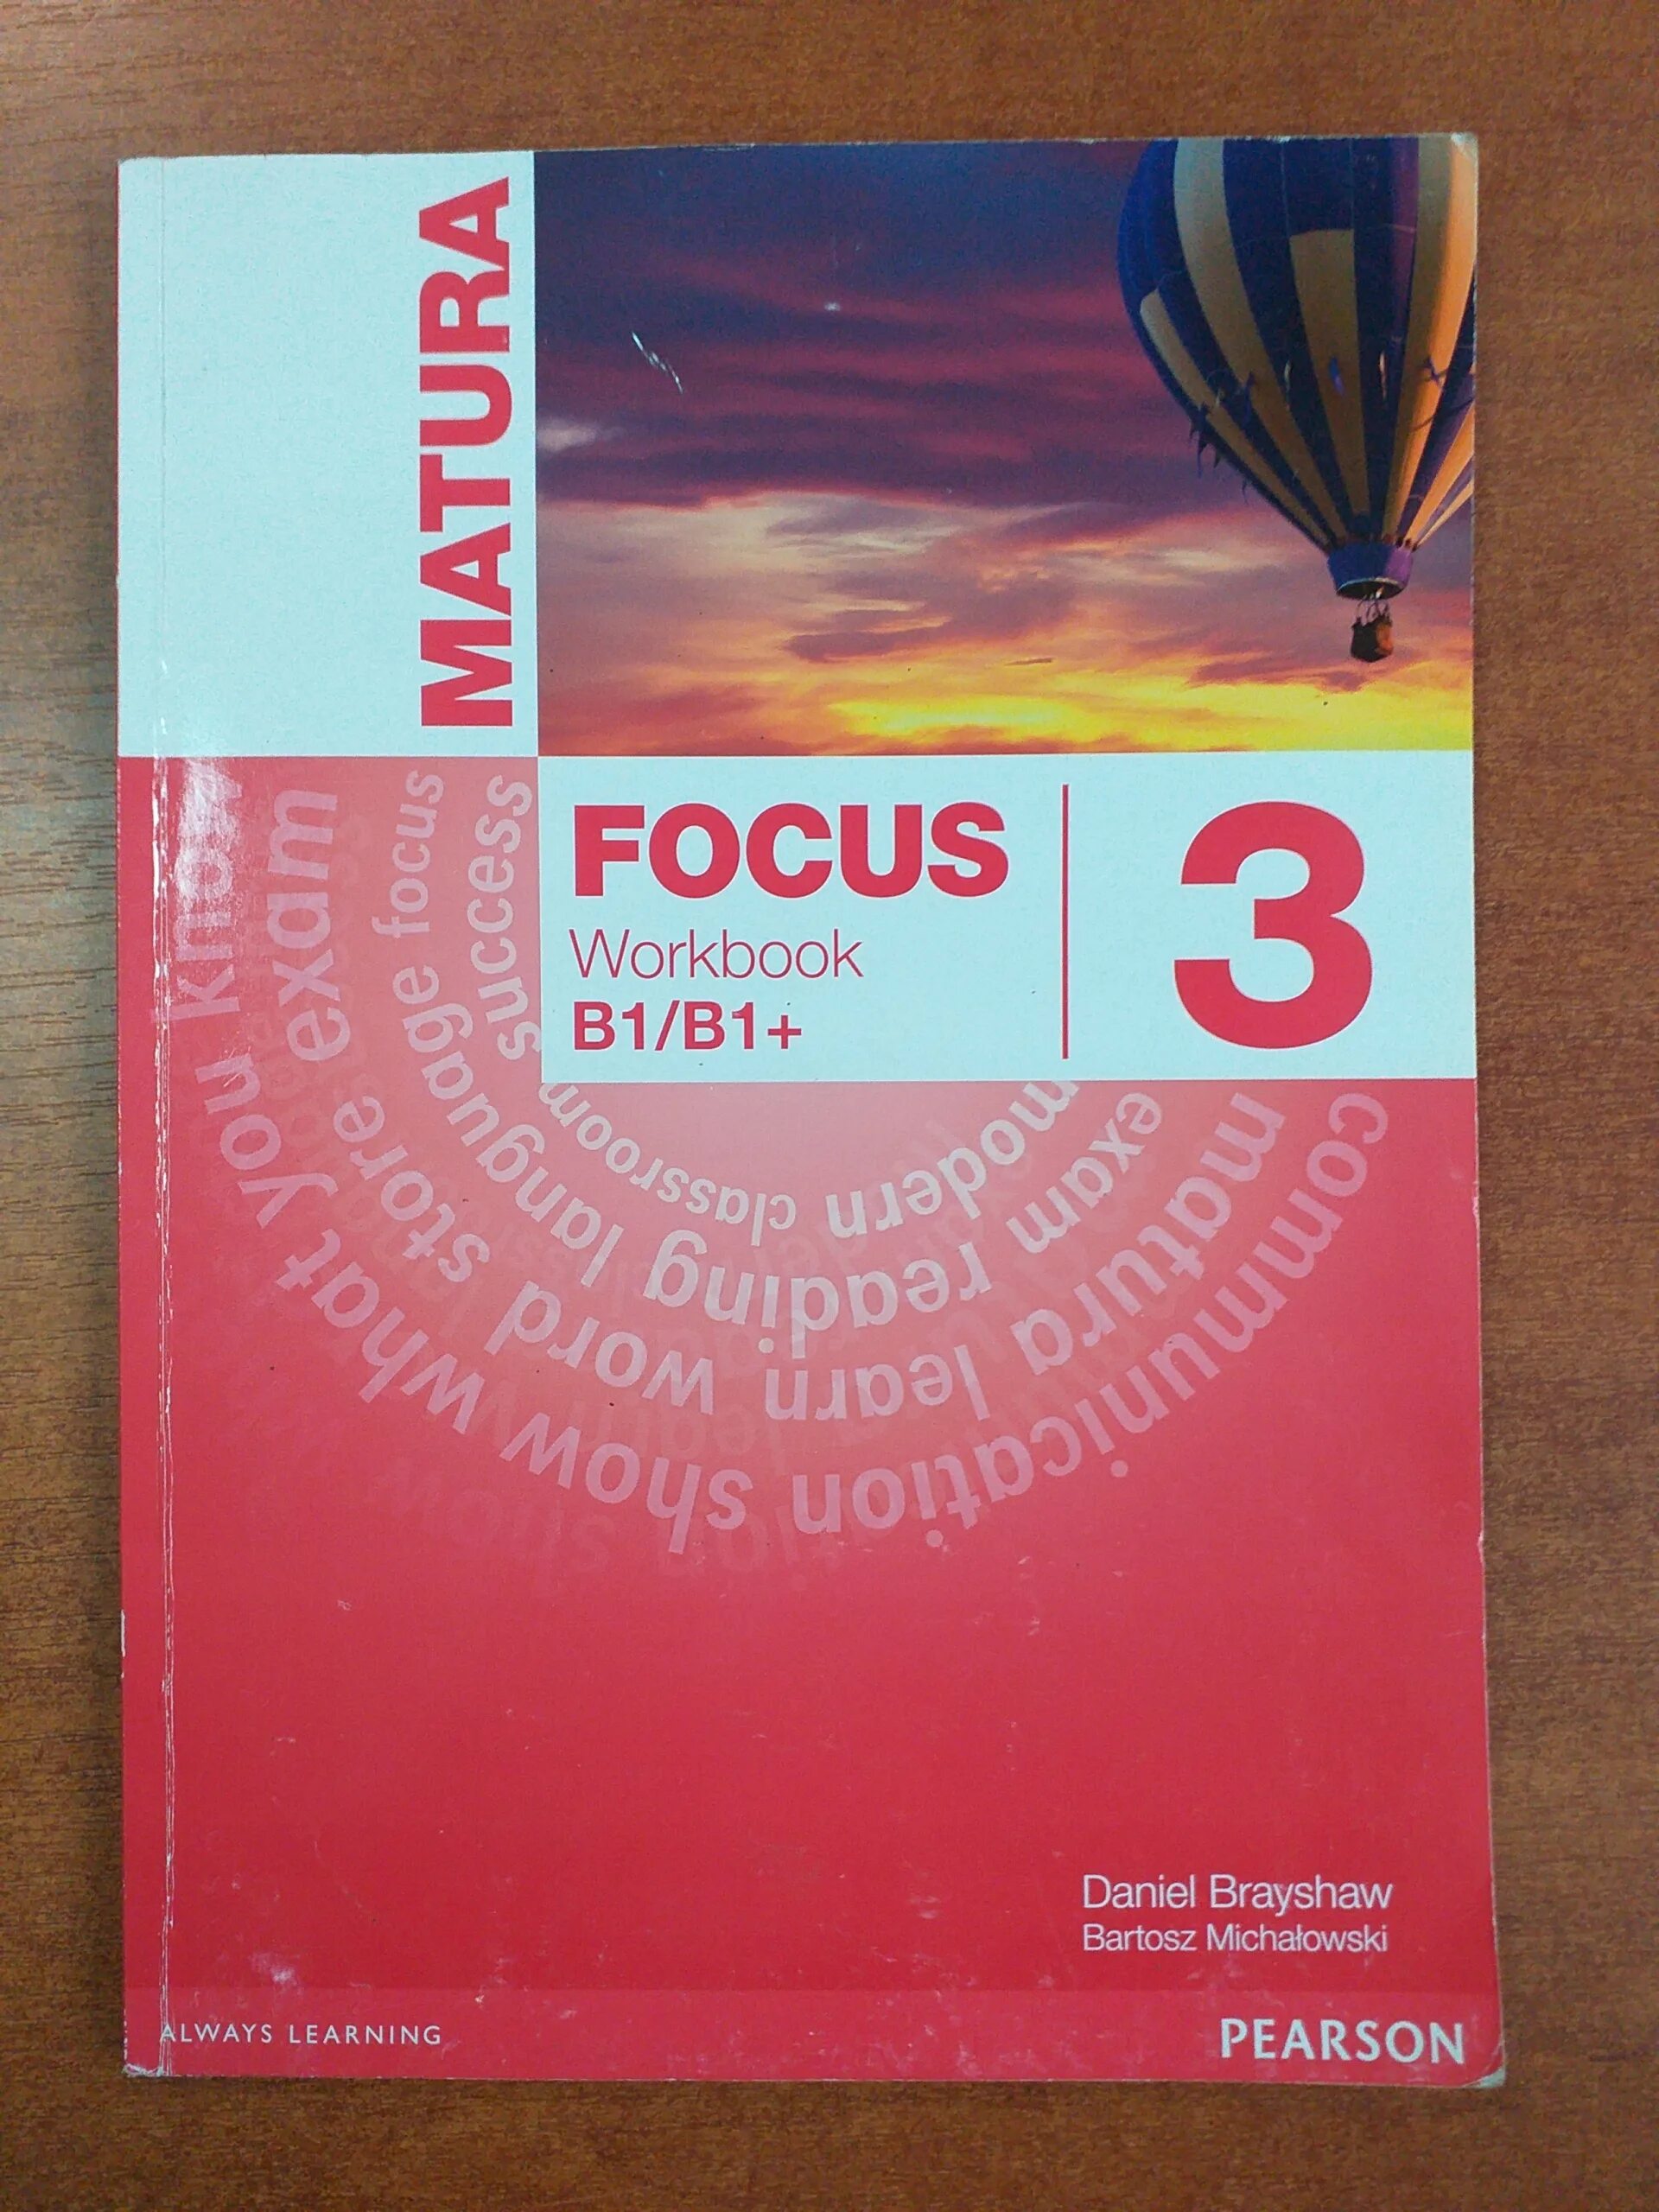 MATURA
FOCUS
Workbook
B1/B1+
3
success
classroom
modern
focus
language
reading
exam
exam
store
word
learn
matura
know
you
what
show
communication
Daniel Brayshaw
Bartosz Michałowski
ALWAYS LEARNING
PEARSON